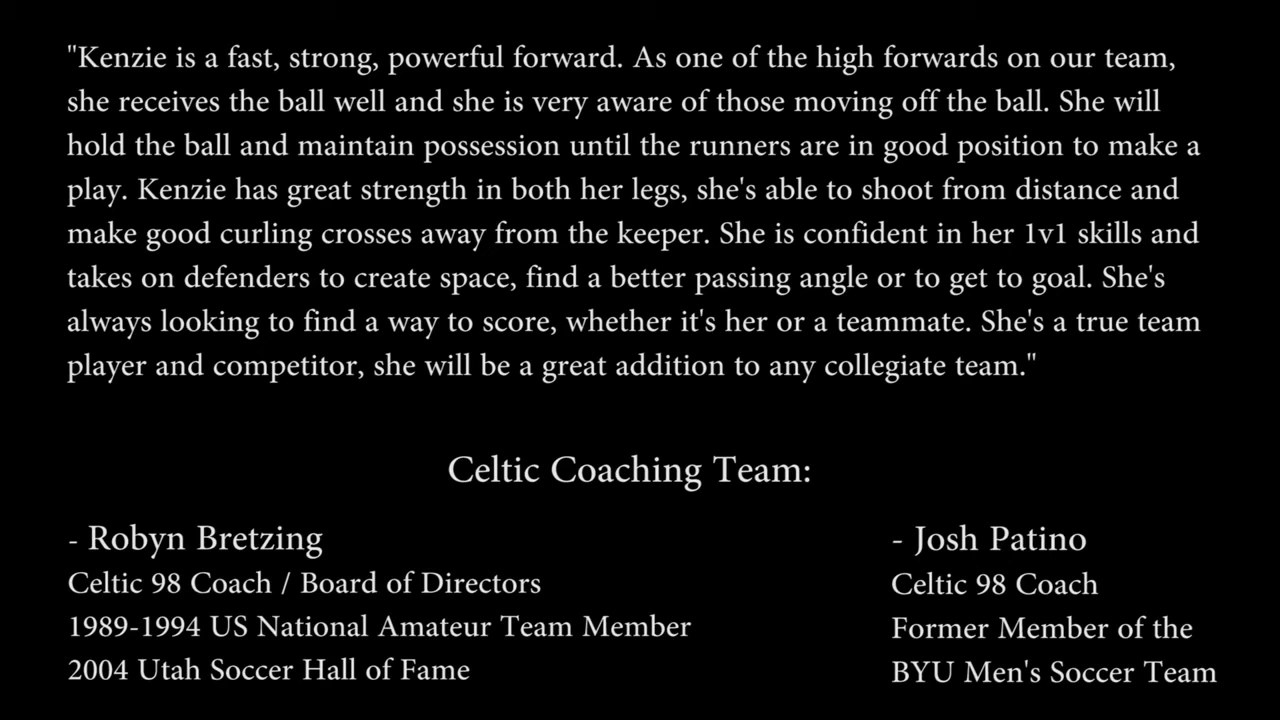 "Kenzie is a fast, strong, powerful forward. As one of the high forwards on our team,
she receives the ball well and she is very aware of those moving off the ball. She will
hold the ball and maintain possession until the runners are in good position to make a
play. Kenzie has great strength in both her legs, she's able to shoot from distance and
make good curling crosses away from the keeper. She is confident in her 1v1 skills and
takes on defenders to create space, find a better passing angle or to get to goal. She's
always looking to find a way to score, whether it's her or a teammate. She's a true team
player and competitor, she will be a great addition to any collegiate team."
Celtic Coaching Team:
- Robyn Bretzing
Celtic 98 Coach / Board of Directors
1989-1994 US National Amateur Team Member
2004 Utah Soccer Hall of Fame
- Josh Patino
Celtic 98 Coach
Former Member of the
BYU Men's Soccer Team